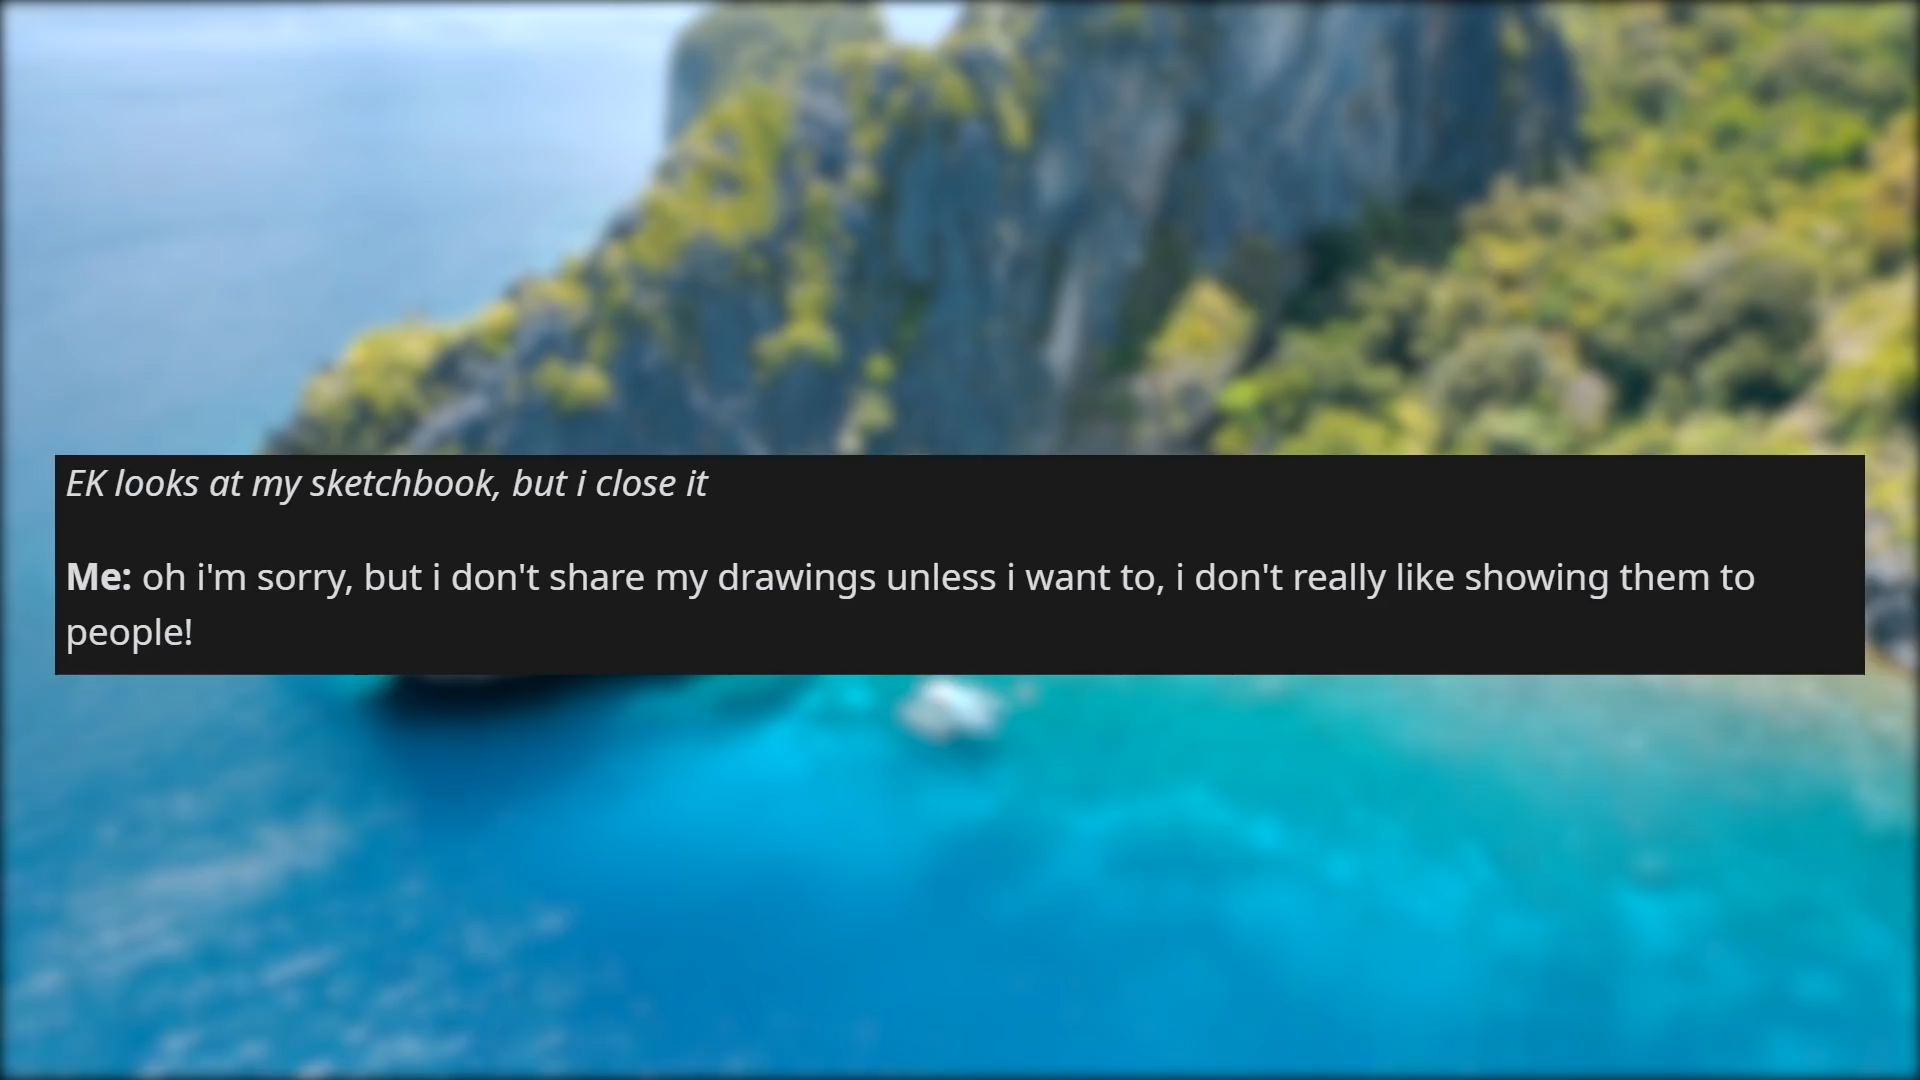 EK looks at my sketchbook, but i close it
Me: oh i'm sorry, but i don't share my drawings unless i want to, i don't really like showing them to
people!